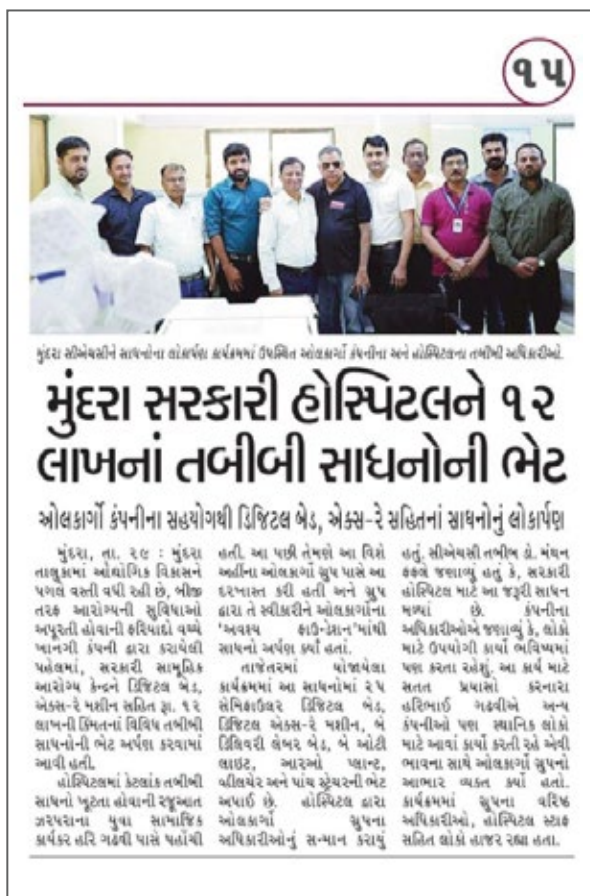 ૧૫
મુંદરા સીએચસીને સાધનોના લોકાર્પણ કાર્યક્રમમાં ઉપસ્થિત ઓલકાર્ગો કંપનીના અને હોસ્પિટલના તબીબી અધિકારીઓ.
મુંદરા સરકારી હોસ્પિટલને ૧૨
લાખનાં તબીબી સાધનોની ભેટ
ઓલકાર્ગો કંપનીના સહયોગથી ડિજિટલ બેડ, એક્સ-રે સહિતનાં સાધનોનું લોકાર્પણ
મુંદરા, તા. ૨૯ : મુંદરા
તાલુકામાં ઔદ્યોગિક વિકાસને
પગલે વસ્તી વધી રહી છે, બીજી
તરફ આરોગ્યની સુવિધાઓ
અપૂરતી હોવાની ફરિયાદો વચ્ચે
ખાનગી કંપની દ્વારા કરાયેલી
પહેલમાં, સરકારી સામૂહિક
આરોગ્ય કેન્દ્રને ડિજિટલ બેડ,
એક્સ-રે મશીન સહિત રૂા. ૧૨
લાખની કિંમતનાં વિવિધ તબીબી
સાધનોની ભેટ અર્પણ કરવામાં
આવી હતી.
હોસ્પિટલમાં કેટલાંક તબીબી
સાધનો ખૂટતા હોવાની રજૂઆત
ઝરપરાના યુવા સામાજિક
કાર્યકર હરિ ગઢવી પાસે પહોંચી
હતી. આ પછી તેમણે આ વિશે
અહીંના ઓલકાર્ગો ગ્રુપ પાસે આ
દરખાસ્ત કરી હતી અને ગ્રુપ
દ્વારા તે સ્વીકારીને ઓલકાર્ગોના
'અવશ્ય ફાઉન્ડેશન'માંથી
સાધનો અર્પણ કર્યાં હતાં.
તાજેતરમાં યોજાયેલા
કાર્યક્રમમાં આ સાધનોમાં ૨૫
સેમિફાઉલર ડિજિટલ બેડ,
ડિજિટલ એક્સ-રે મશીન, બે
ડિલિવરી લેબર બેડ, બે ઓટી
લાઇટ, આરઓ પ્લાન્ટ,
વ્હીલચેર અને પાંચ સ્ટ્રેચરની ભેટ
અપાઈ છે. હોસ્પિટલ દ્વારા
ઓલકાર્ગો ગ્રુપના
અધિકારીઓનું સન્માન કરાયું
હતું. સીએચસી તબીબ ડો. મંથન
ફફલે જણાવ્યું હતું કે, સરકારી
હોસ્પિટલ માટે આ જરૂરી સાધન
મળ્યાં છે. કંપનીના
અધિકારીઓએ જણાવ્યું કે, લોકો
માટે ઉપયોગી કાર્યો ભવિષ્યમાં
પણ કરતા રહેશું. આ કાર્ય માટે
સતત પ્રયાસો કરનારા
હરિભાઈ ગઢવીએ અન્ય
કંપનીઓ પણ સ્થાનિક લોકો
માટે આવાં કાર્યો કરતી રહે એવી
ભાવના સાથે ઓલકાર્ગો ગ્રુપનો
આભાર વ્યક્ત કર્યો હતો.
કાર્યક્રમમાં ગ્રુપના વરિષ્ઠ
અધિકારીઓ, હોસ્પિટલ સ્ટાફ
સહિત લોકો હાજર રહ્યા હતા.